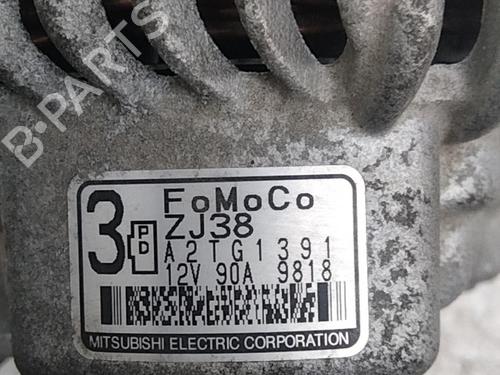 B-PARTS
3 P D FoMoCo
ZJ38
A2TG1391
12V 90A 9818
MITSUBISHI ELECTRIC CORPORATION